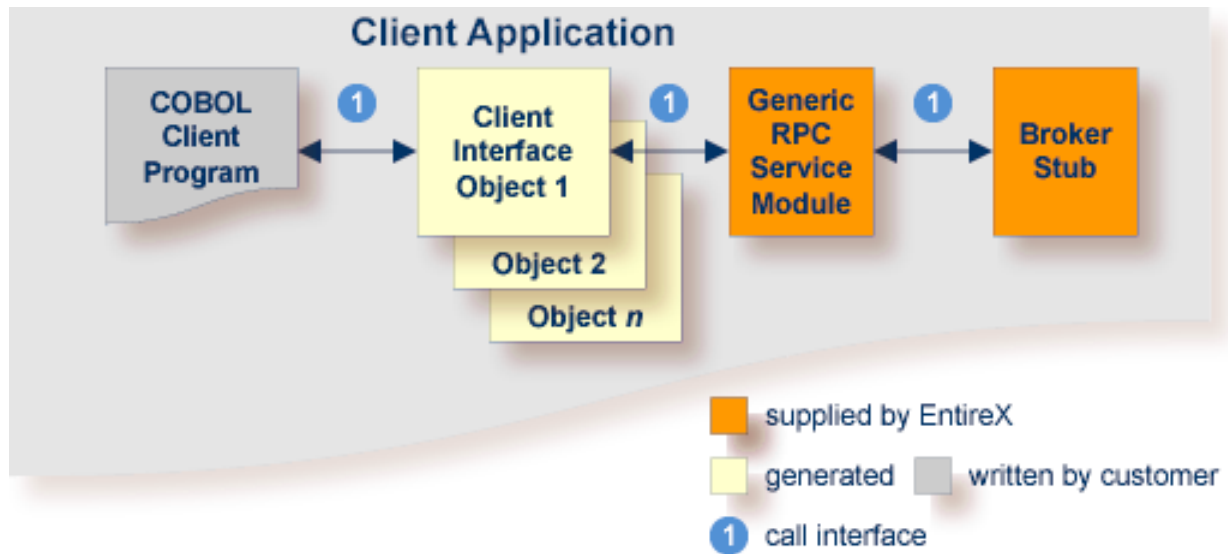 Client Application
COBOL
Client
Program
1
Client
Interface
Object 1
1
Generic
RPC
Service
Module
1
Broker
Stub
Object 2
Object n
supplied by EntireX
generated
written by customer
1 call interface